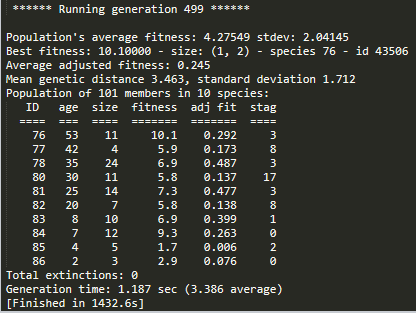 ****** Running generation 499 ******
Population's average fitness: 4.27549 stdev: 2.04145
Best fitness: 10.10000 - size: (1, 2) - species 76 - id 43506
Average adjusted fitness: 0.245
Mean genetic distance 3.463, standard deviation 1.712
Population of 101 members in 10 species:
ID age size fitness adj fit stag
==== === ==== ======= ======= ====
76 53 11 10.1 0.292 3
77 42 4 5.9 0.173 8
78 35 24 6.9 0.487 3
80 30 11 5.8 0.137 17
81 25 14 7.3 0.477 3
82 20 7 5.8 0.138 8
83 8 10 6.9 0.399 1
84 7 12 9.3 0.263 0
85 4 5 1.7 0.006 2
86 2 3 2.9 0.076 0
Total extinctions: 0
Generation time: 1.187 sec (3.386 average)
[Finished in 1432.6s]